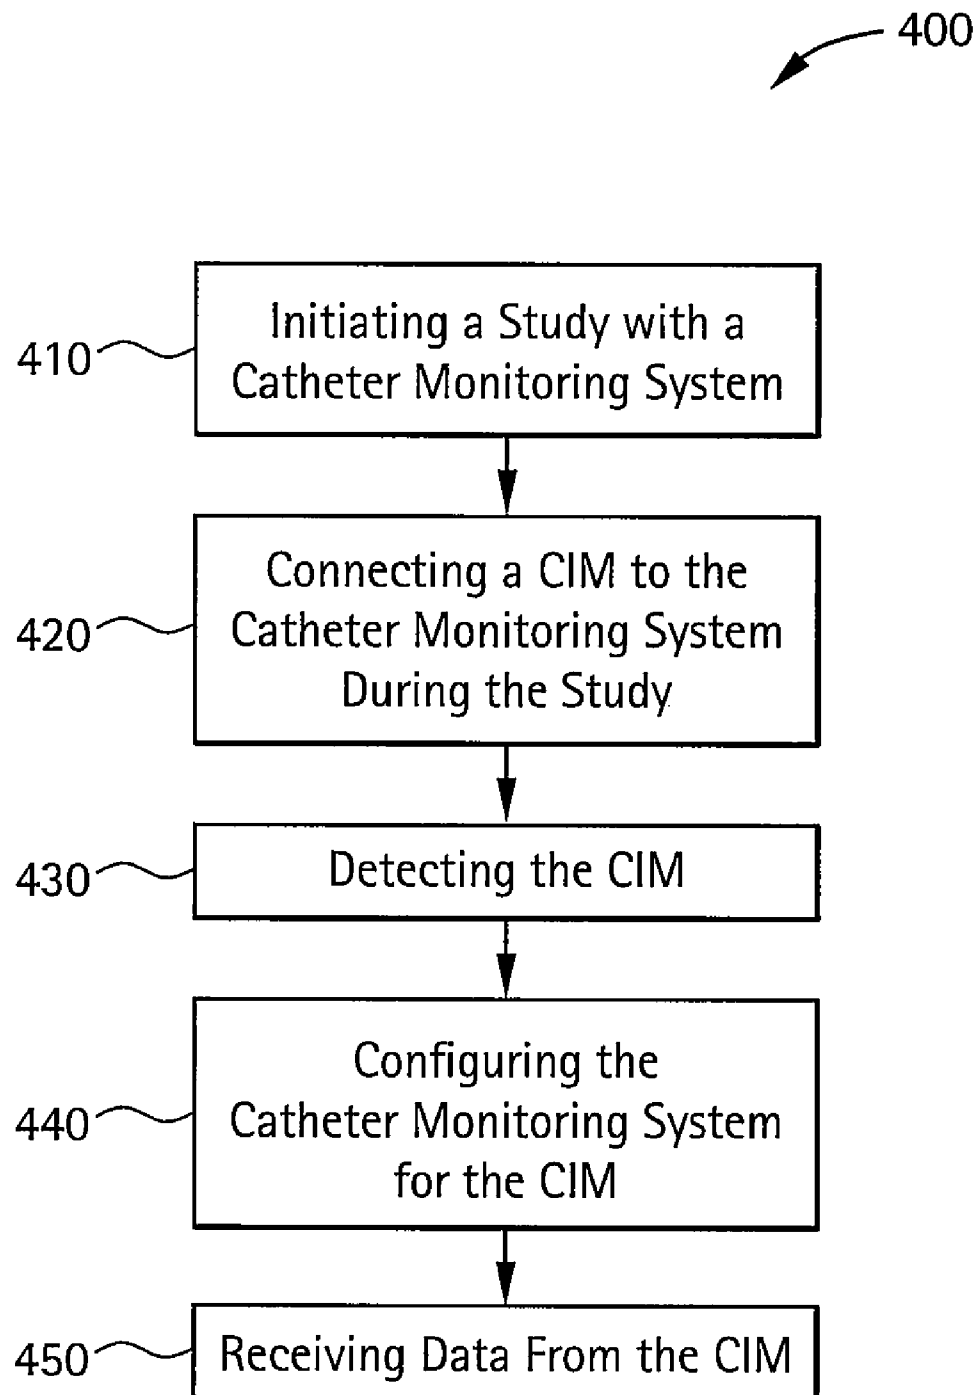 400
410
Initiating a Study with a
Catheter Monitoring System
420
Connecting a CIM to the
Catheter Monitoring System
During the Study
430
Detecting the CIM
440
Configuring the
Catheter Monitoring System
for the CIM
450
Receiving Data From the CIM